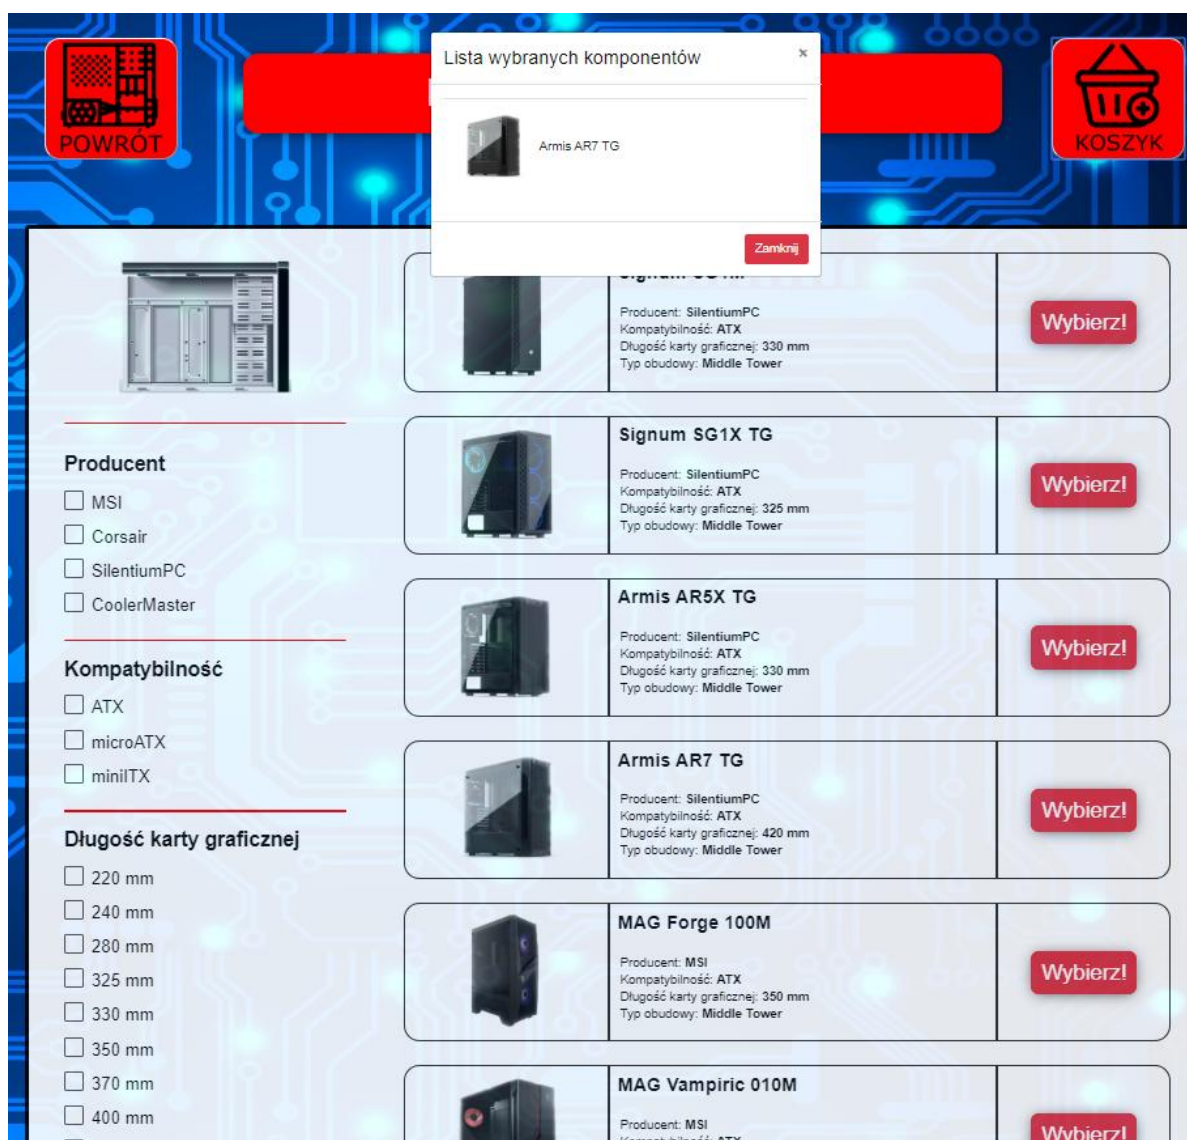 POWRÓT
Lista wybranych komponentów
×
Armis AR7 TG
Zamknij
KOSZYK
Producent
MSI
Corsair
SilentiumPC
CoolerMaster
Kompatybilność
ATX
microATX
miniITX
Długość karty graficznej
220 mm
240 mm
280 mm
325 mm
330 mm
350 mm
370 mm
400 mm
Producent: SilentiumPC
Kompatybilność: ATX
Długość karty graficznej: 330 mm
Typ obudowy: Middle Tower
Wybierz!
Signum SG1X TG
Producent: SilentiumPC
Kompatybilność: ATX
Długość karty graficznej: 325 mm
Typ obudowy: Middle Tower
Wybierz!
Armis AR5X TG
Producent: SilentiumPC
Kompatybilność: ATX
Długość karty graficznej: 330 mm
Typ obudowy: Middle Tower
Wybierz!
Armis AR7 TG
Producent: SilentiumPC
Kompatybilność: ATX
Długość karty graficznej: 420 mm
Typ obudowy: Middle Tower
Wybierz!
MAG Forge 100M
Producent: MSI
Kompatybilność: ATX
Długość karty graficznej: 350 mm
Typ obudowy: Middle Tower
Wybierz!
MAG Vampiric 010M
Producent: MSI
Kompatybilność: ATX
Wybierz!